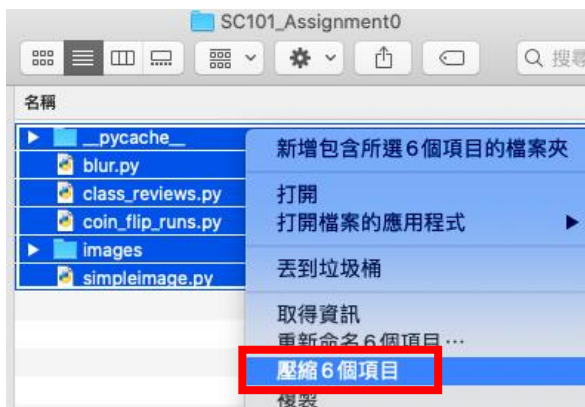 SC101_Assignment0
搜尋
名稱
__pycache__
blur.py
class_reviews.py
coin_flip_runs.py
images
simpleimage.py
新增包含所選6個項目的檔案夾
打開
打開檔案的應用程式
丟到垃圾桶
取得資訊
重新命名6個項目…
壓縮6個項目
複製